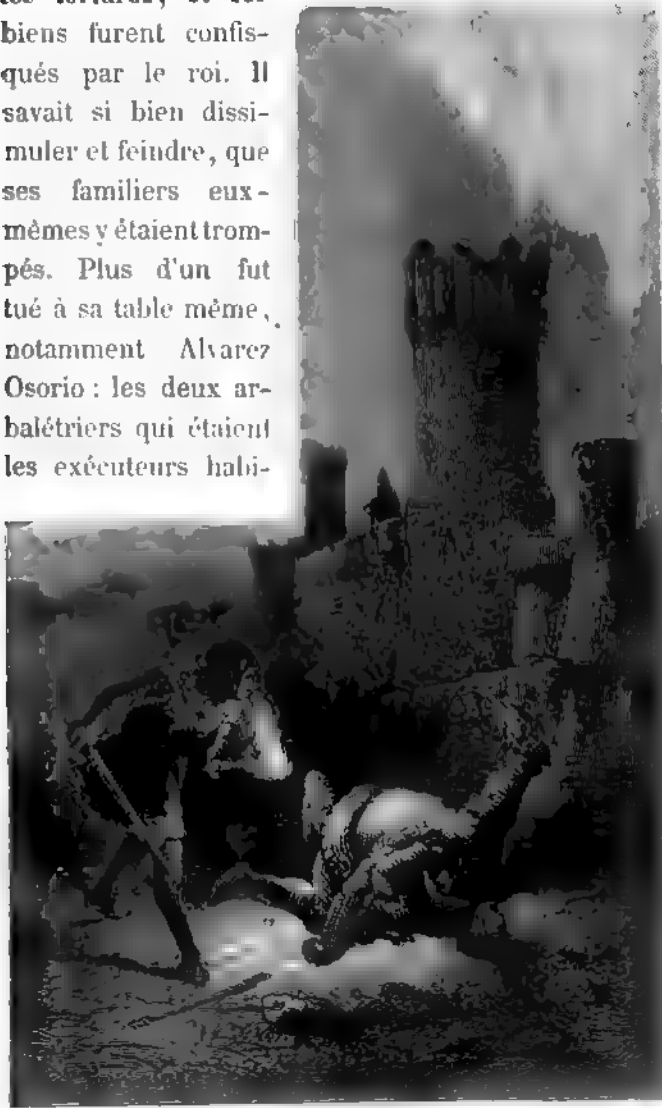 biens furent confis-
qués par le roi. Il
savait si bien dissi-
muler et feindre, que
ses familiers eux-
mêmes y étaient trom-
pés. Plus d'un fut
tué à sa table même,
notamment Alvarez
Osorio : les deux ar-
balétriers qui étaient
les exécuteurs habi-